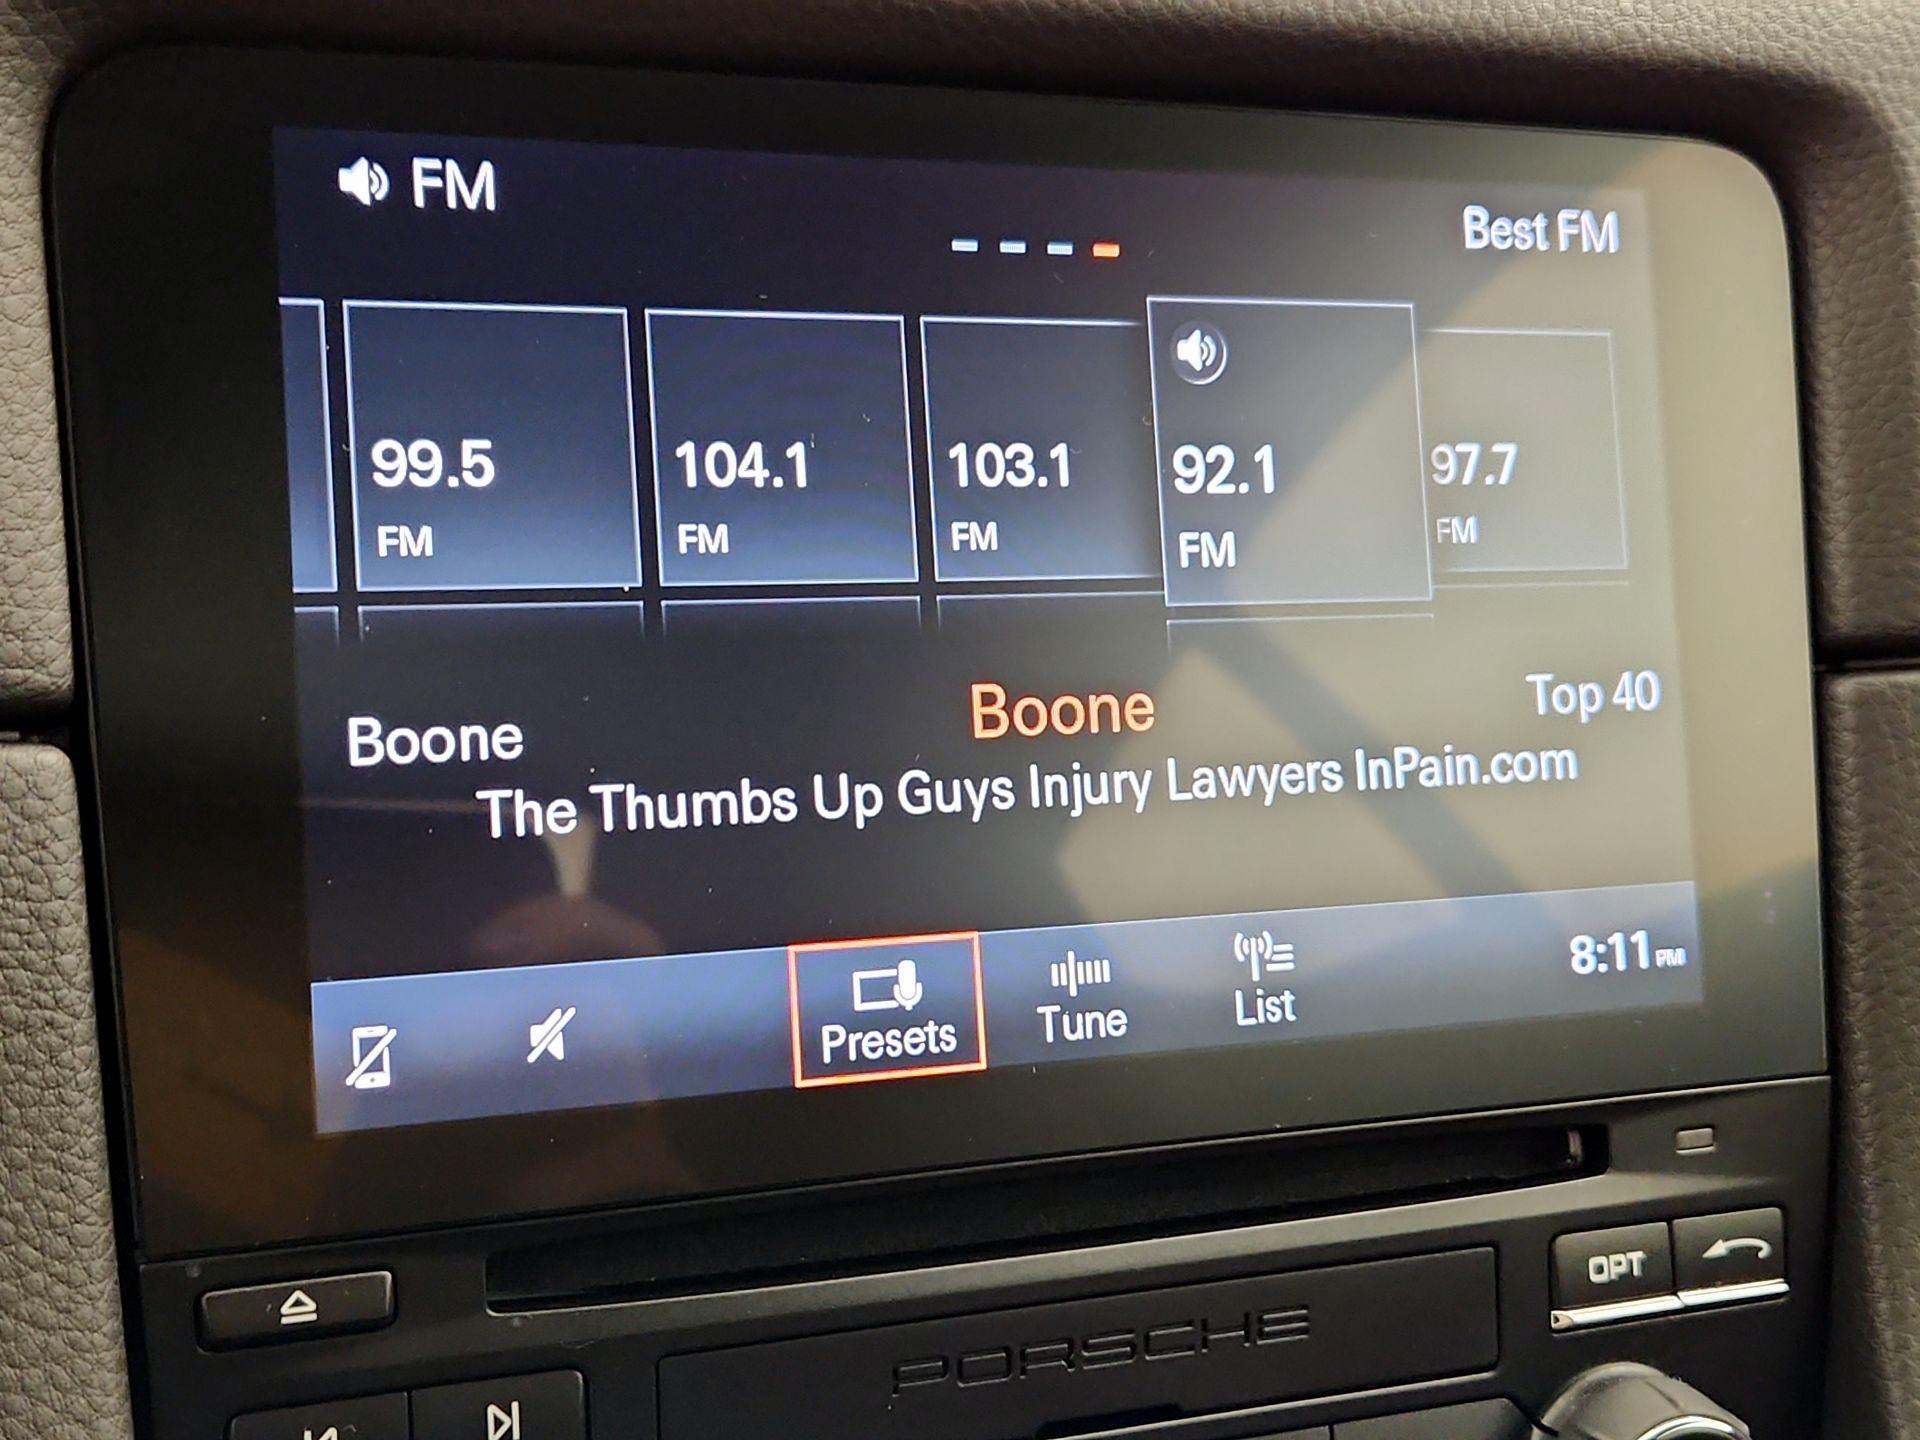 FM
Best FM
99.5 104.1 103.1 92.1 97.7
FM FM FM FM FM
Boone Boone Top 40
The Thumbs Up Guys Injury Lawyers InPain.com
Presets Tune List 8:11 PM
OPT
PORSCHE